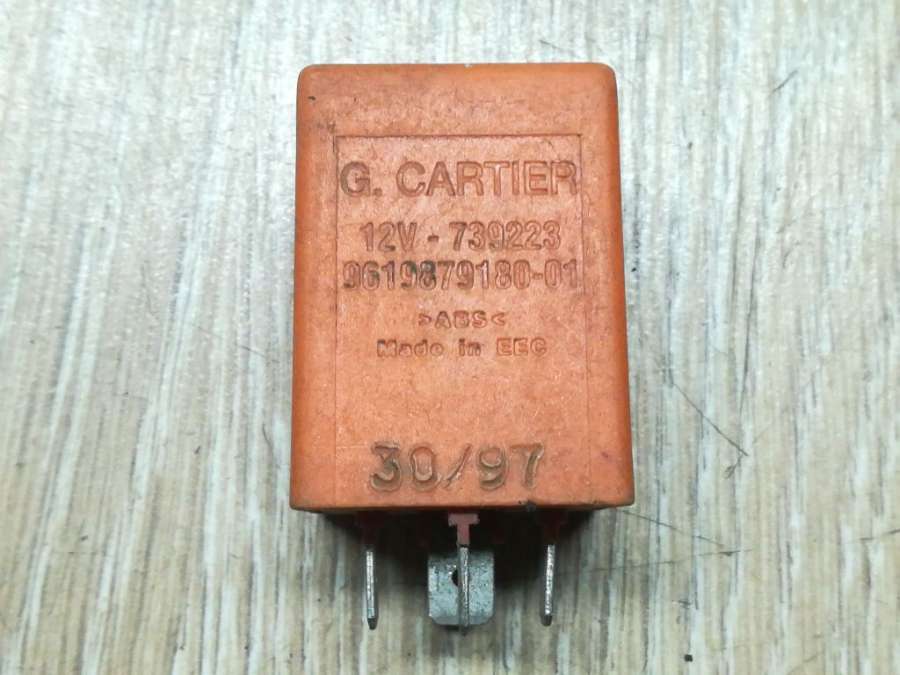 G. CARTIER
12V - 739223
9619879180-01
>ABS<
Made in EEC
30/97